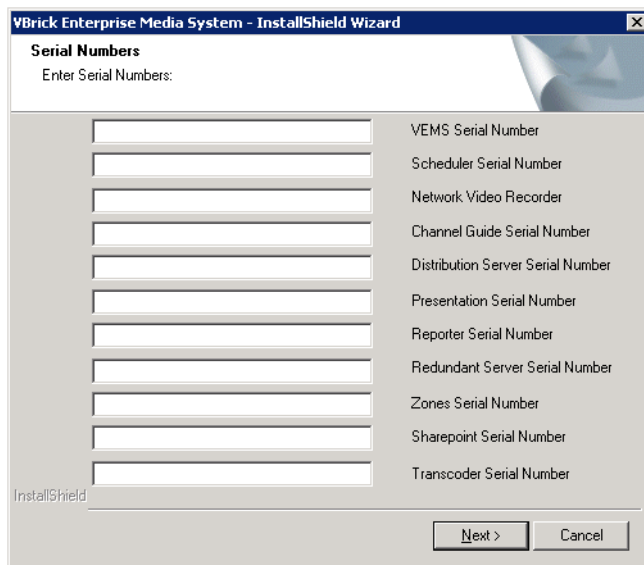 VBrick Enterprise Media System - InstallShield Wizard
Serial Numbers
Enter Serial Numbers:
VEMS Serial Number
Scheduler Serial Number
Network Video Recorder
Channel Guide Serial Number
Distribution Server Serial Number
Presentation Serial Number
Reporter Serial Number
Redundant Server Serial Number
Zones Serial Number
Sharepoint Serial Number
Transcoder Serial Number
InstallShield
Next >
Cancel